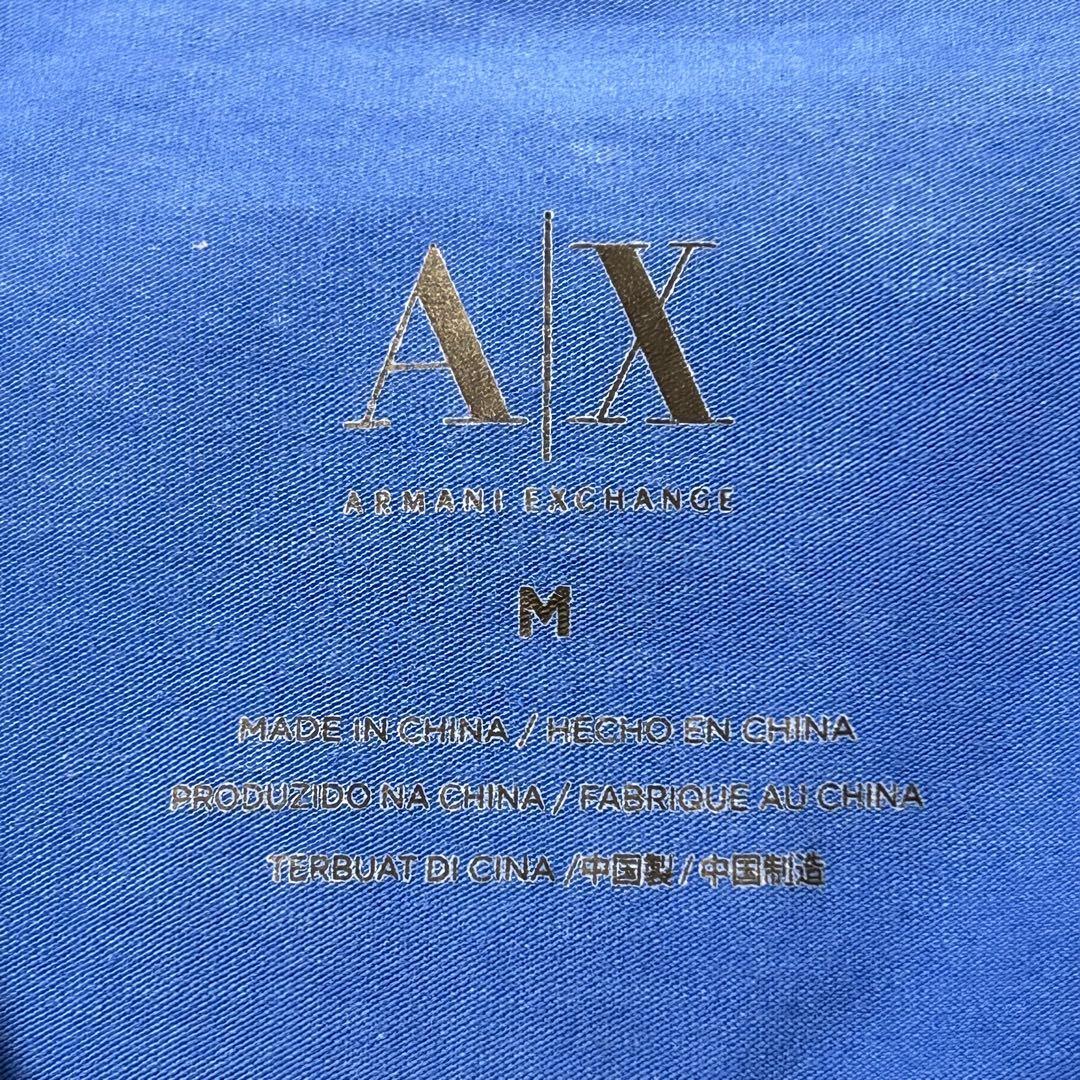 A|X
ARMANI EXCHANGE
M
MADE IN CHINA / HECHO EN CHINA
PRODUZIDO NA CHINA / FABRIQUE AU CHINA
TERBUAT DI CINA /中国製 / 中国制造